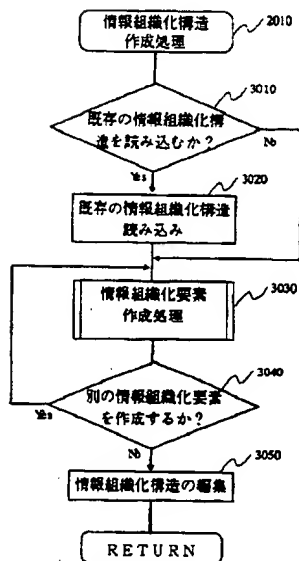 情報組織化構造
作成処理
2010
3010
既存の情報組織化構
造を読み込むか？
No
Yes
3020
既存の情報組織化構造
読み込み
情報組織化要素
作成処理
3030
3040
別の情報組織化要素
を作成するか？
Yes
No
3050
情報組織化構造の編集
RETURN